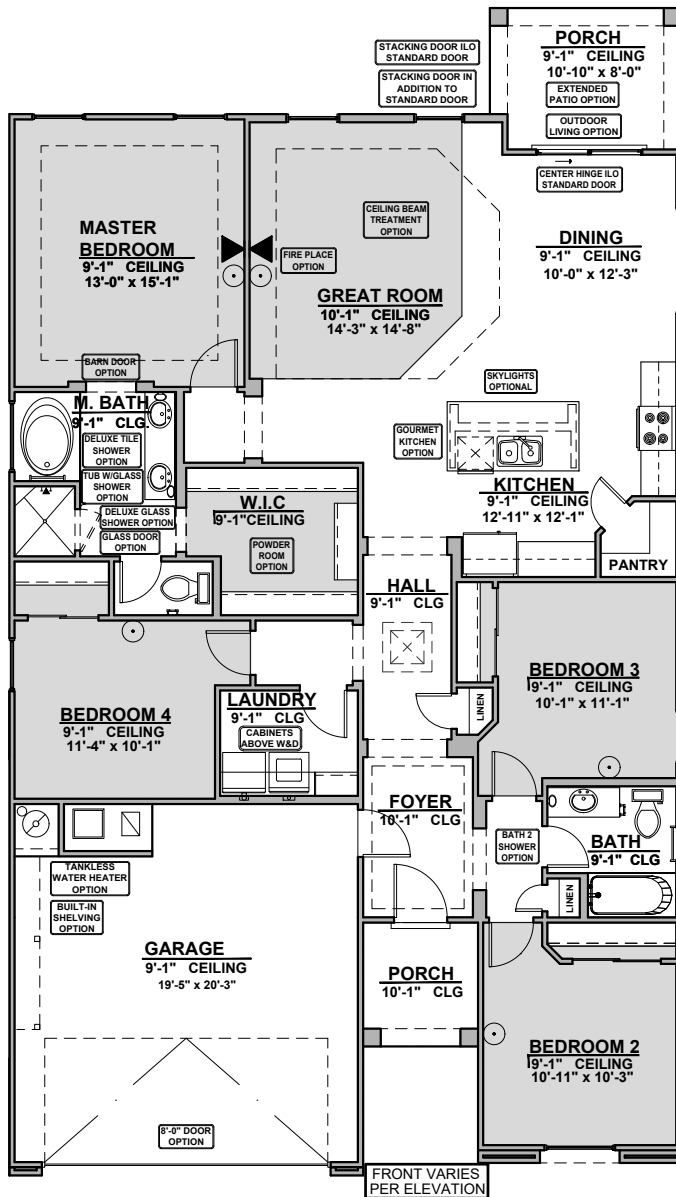 STACKING DOOR ILO
STANDARD DOOR
STACKING DOOR IN
ADDITION TO
STANDARD DOOR
PORCH
9'-1" CEILING
10'-10" x 8'-0"
EXTENDED
PATIO OPTION
OUTDOOR
LIVING OPTION
CENTER HINGE ILO
STANDARD DOOR
MASTER
BEDROOM
9'-1" CEILING
13'-0" x 15'-1"
CEILING BEAM
TREATMENT
OPTION
FIRE PLACE
OPTION
GREAT ROOM
10'-1" CEILING
14'-3" x 14'-8"
DINING
9'-1" CEILING
10'-0" x 12'-3"
BARN DOOR
OPTION
M. BATH
9'-1" CLG.
DELUXE TILE
SHOWER
OPTION
TUB W/GLASS
SHOWER
OPTION
DELUXE GLASS
SHOWER OPTION
GLASS DOOR
OPTION
SKYLIGHTS
OPTIONAL
GOURMET
KITCHEN
OPTION
KITCHEN
9'-1" CEILING
12'-11" x 12'-1"
W.I.C
9'-1"CEILING
POWDER
ROOM
OPTION
PANTRY
HALL
9'-1" CLG
BEDROOM 3
9'-1" CEILING
10'-1" x 11'-1"
LINEN
BEDROOM 4
9'-1" CEILING
11'-4" x 10'-1"
LAUNDRY
9'-1" CLG
CABINETS
ABOVE W&D
FOYER
10'-1" CLG
BATH 2
SHOWER
OPTION
BATH
9'-1" CLG
LINEN
TANKLESS
WATER HEATER
OPTION
BUILT-IN
SHELVING
OPTION
GARAGE
9'-1" CEILING
19'-5" x 20'-3"
PORCH
10'-1" CLG
BEDROOM 2
9'-1" CEILING
10'-11" x 10'-3"
8'-0" DOOR
OPTION
FRONT VARIES
PER ELEVATION